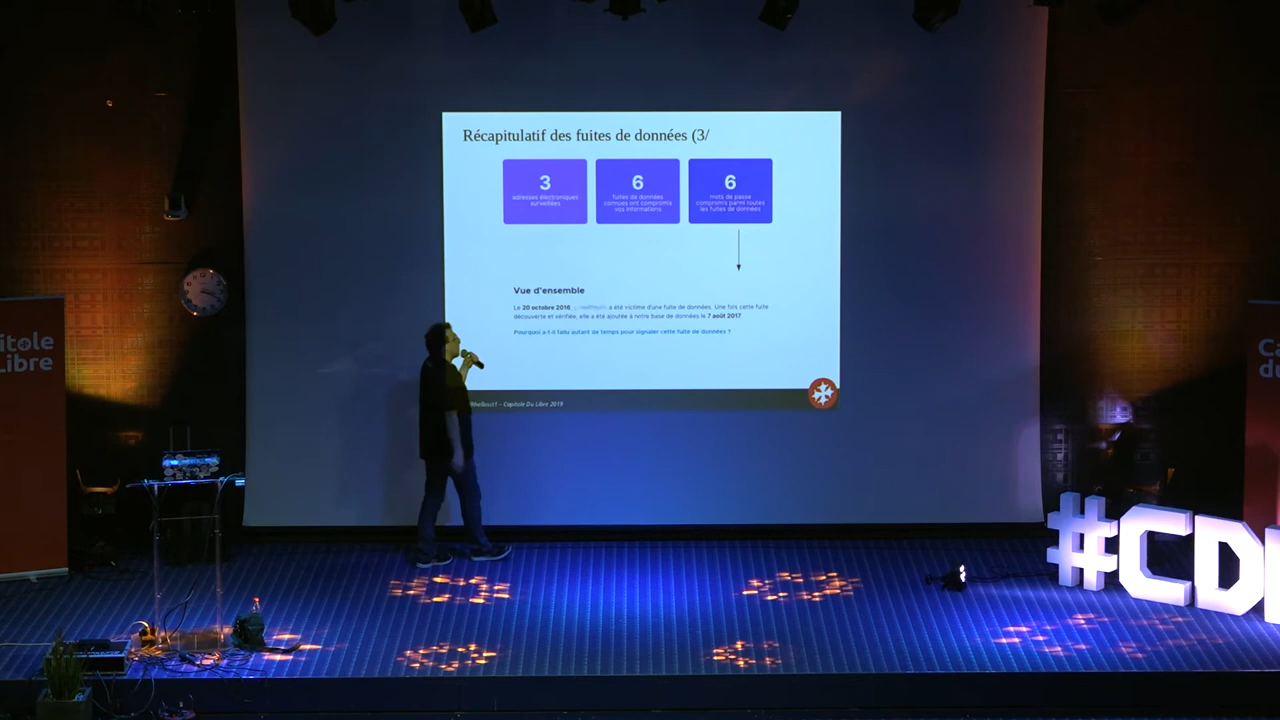 Récapitulatif des fuites de données (3/
3
adresses électroniques
surveillées
6
fuites de données
connues ont compromis
vos informations
6
mots de passe
compromis parmi toutes
les fuites de données
Vue d'ensemble
Le 20 octobre 2016, a été victime d'une fuite de données. Une fois cette fuite
découverte et vérifiée, elle a été ajoutée à notre base de données le 7 août 2017.
Pourquoi a-t-il fallu autant de temps pour signaler cette fuite de données ?
– Capitole Du Libre 2019
itole
Libre
Ca
du
#CD